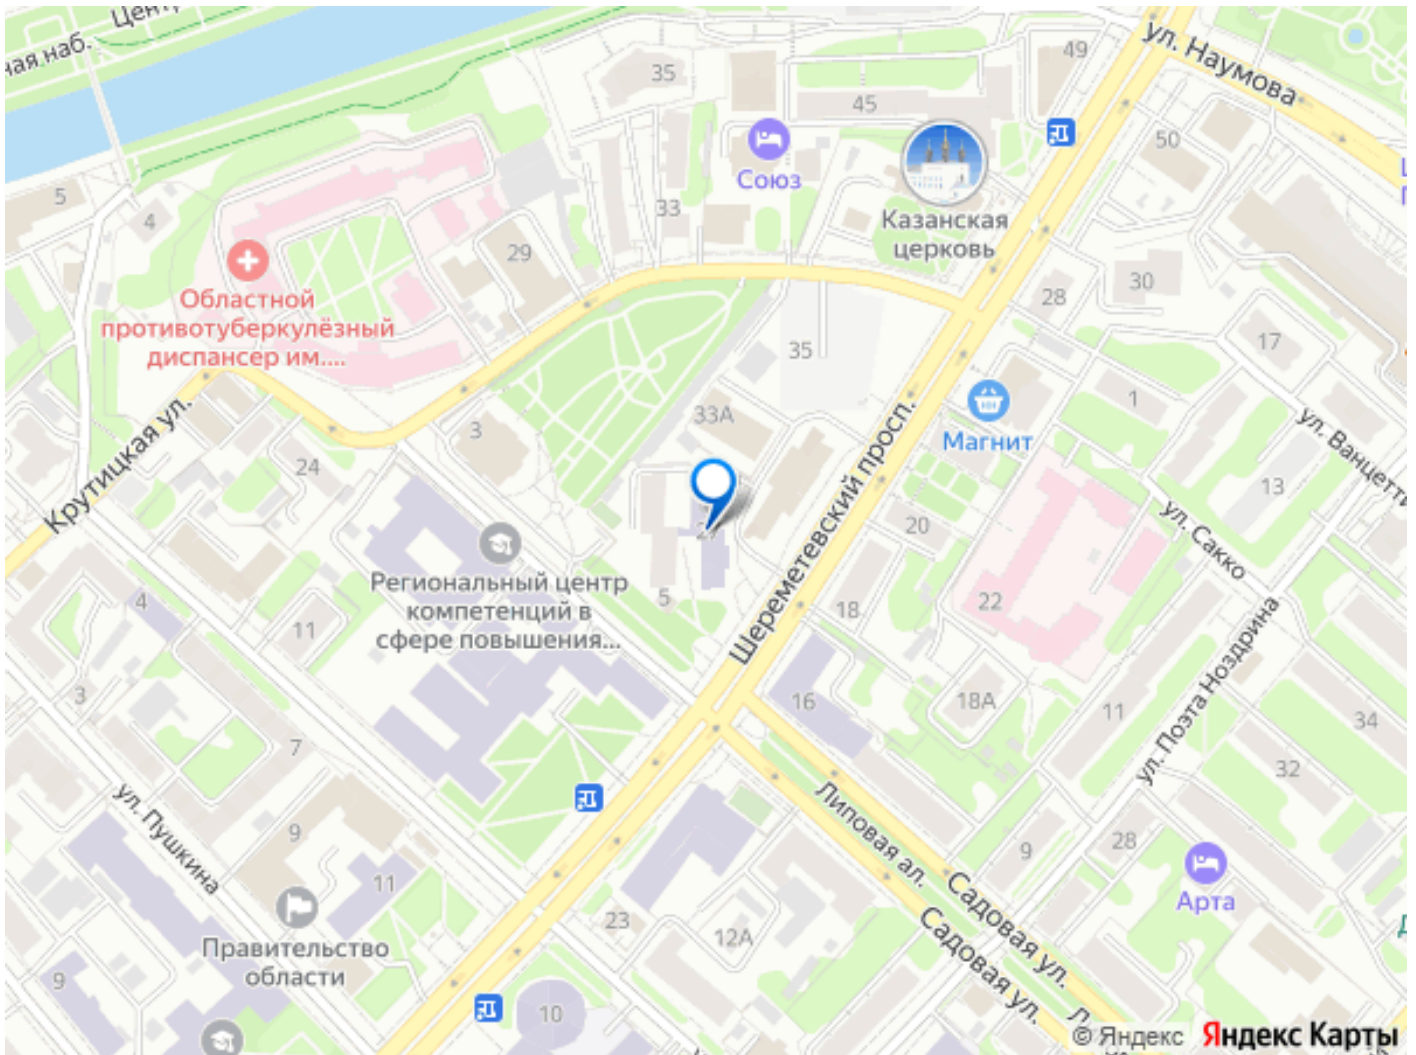 ная наб.
Центр
35
49
ул. Наумова
45
50
Союз
5
4
33
Казанская
церковь
29
30
28
Областной
противотуберкулёзный
диспансер им....
35
17
1
33А
Магнит
3
Крутицкая ул.
24
ул. Ванцетти
13
27
Шереметевский просп.
20
ул. Сакко
Региональный центр
компетенций в
сфере повышения...
5
18
22
4
11
ул. Поэта Ноздрина
3
16
18А
11
34
7
32
ул. Пушкина
9
Липовая ал.
9
28
11
Садовая ул.
Арта
23
12А
Садовая ул.
Правительство
области
9
10
© Яндекс Яндекс Карты